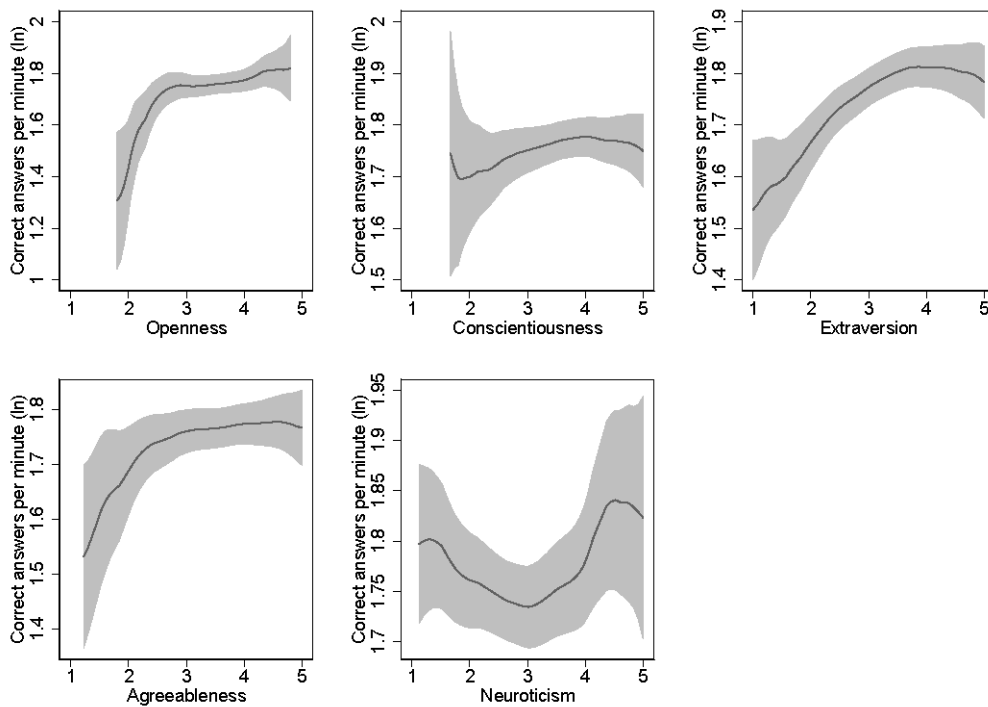 Correct answers per minute (ln)
2
1.8
1.6
1.4
1.2
1
1 2 3 4 5
Openness
Correct answers per minute (ln)
2
1.9
1.8
1.7
1.6
1.5
1 2 3 4 5
Conscientiousness
Correct answers per minute (ln)
1.9
1.8
1.7
1.6
1.5
1.4
1 2 3 4 5
Extraversion
Correct answers per minute (ln)
1.8
1.7
1.6
1.5
1.4
1 2 3 4 5
Agreeableness
Correct answers per minute (ln)
1.95
1.9
1.85
1.8
1.75
1.7
1 2 3 4 5
Neuroticism